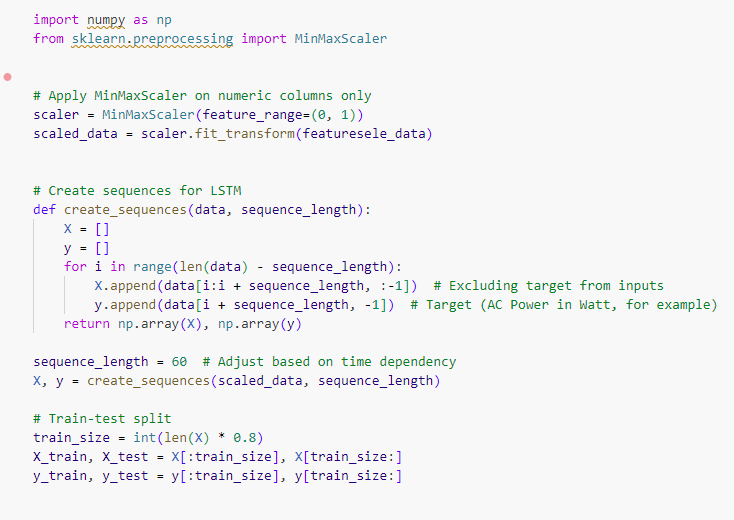 import numpy as np
from sklearn.preprocessing import MinMaxScaler
# Apply MinMaxScaler on numeric columns only
scaler = MinMaxScaler(feature_range=(0, 1))
scaled_data = scaler.fit_transform(featuresele_data)
# Create sequences for LSTM
def create_sequences(data, sequence_length):
    X = []
    y = []
    for i in range(len(data) - sequence_length):
        X.append(data[i:i + sequence_length, :-1])  # Excluding target from inputs
        y.append(data[i + sequence_length, -1])  # Target (AC Power in Watt, for example)
    return np.array(X), np.array(y)
sequence_length = 60  # Adjust based on time dependency
X, y = create_sequences(scaled_data, sequence_length)
# Train-test split
train_size = int(len(X) * 0.8)
X_train, X_test = X[:train_size], X[train_size:]
y_train, y_test = y[:train_size], y[train_size:]